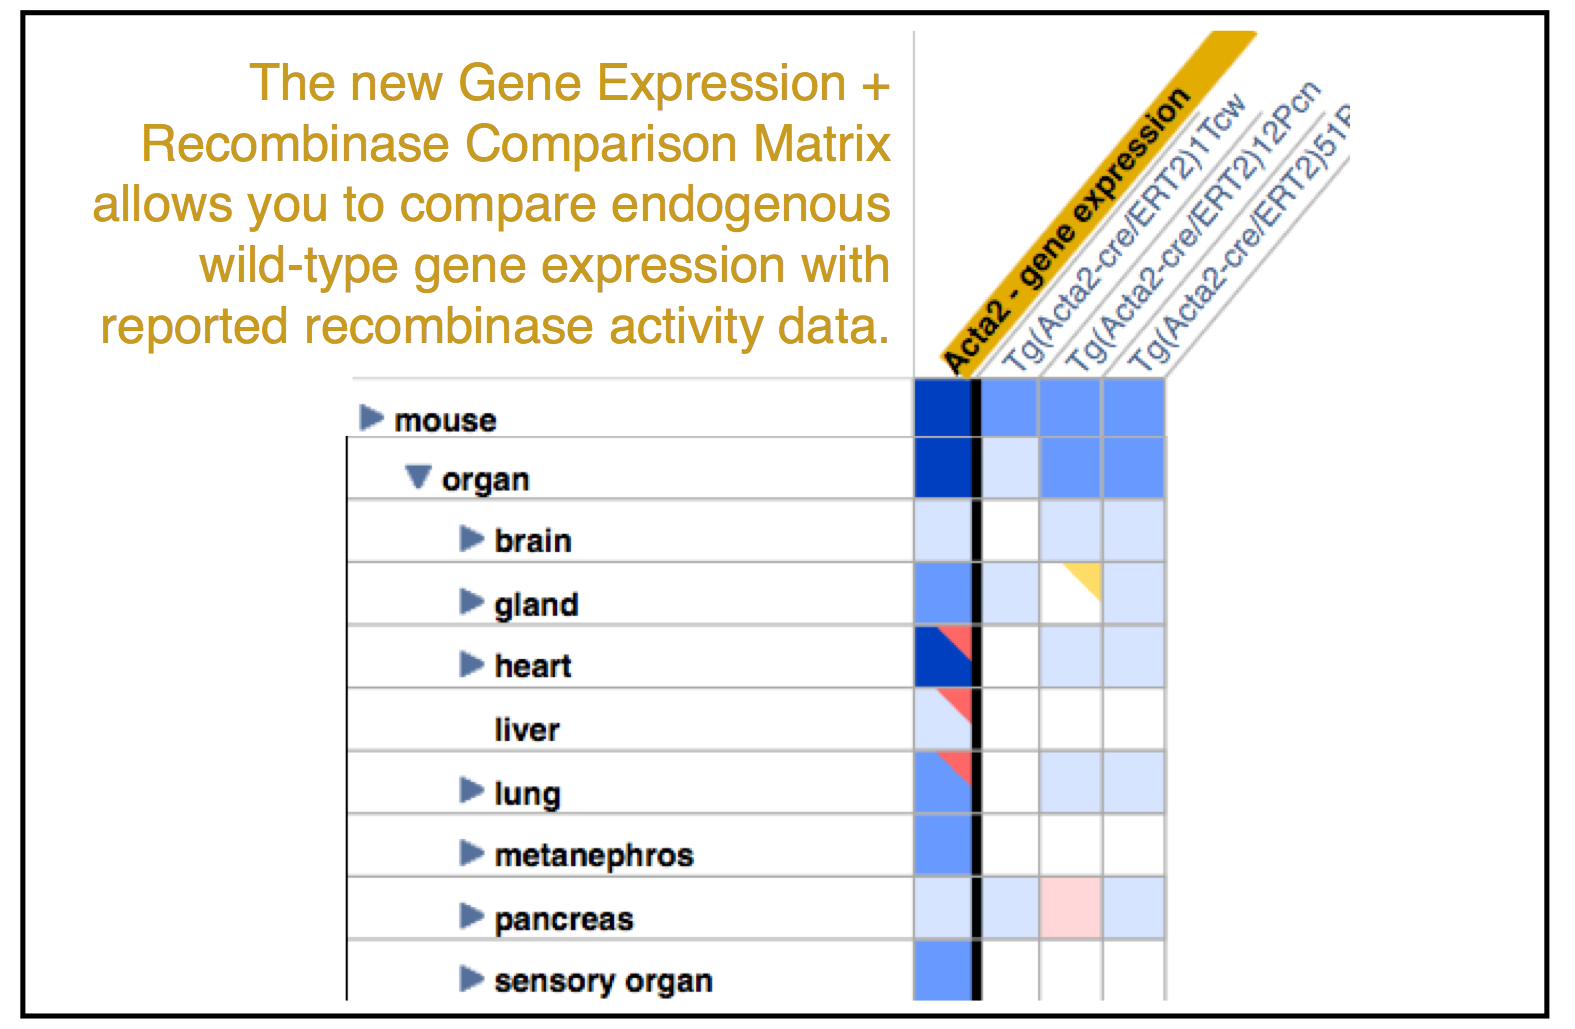 The new Gene Expression +
Recombinase Comparison Matrix
allows you to compare endogenous
wild-type gene expression with
reported recombinase activity data.
Acta2 - gene expression
Tg(Acta2-cre/ERT2)1Tcw
Tg(Acta2-cre/ERT2)12Pcn
Tg(Acta2-cre/ERT2)51P
mouse
organ
brain
gland
heart
liver
lung
metanephros
pancreas
sensory organ